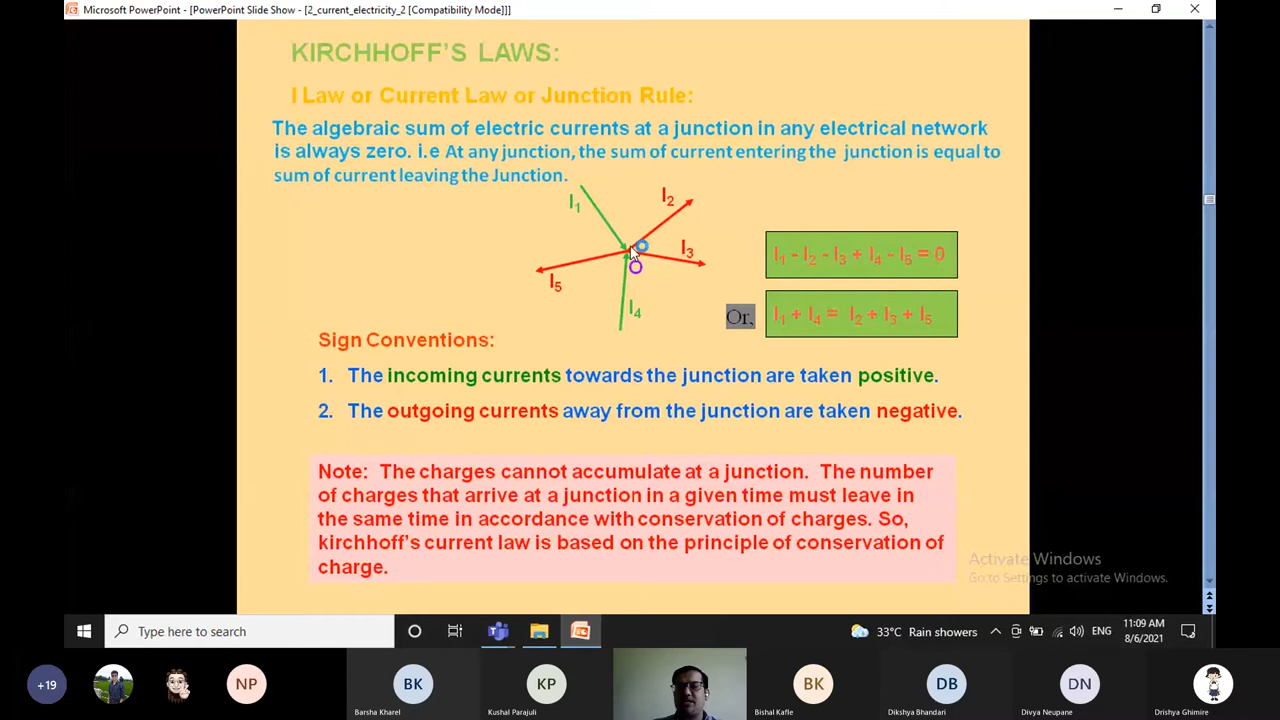 Microsoft PowerPoint - [PowerPoint Slide Show - [2_current_electricity_2 [Compatibility Mode]]]
KIRCHHOFF'S LAWS:
I Law or Current Law or Junction Rule:
The algebraic sum of electric currents at a junction in any electrical network
is always zero. i.e At any junction, the sum of current entering the junction is equal to
sum of current leaving the Junction.
I1
I2
I3
I5
I4
O
I1 - I2 - I3 + I4 - I5 = 0
Or,
I1 + I4 = I2 + I3 + I5
Sign Conventions:
1. The incoming currents towards the junction are taken positive.
2. The outgoing currents away from the junction are taken negative.
Note: The charges cannot accumulate at a junction. The number
of charges that arrive at a junction in a given time must leave in
the same time in accordance with conservation of charges. So,
kirchhoff's current law is based on the principle of conservation of
charge.
Activate Windows
Go to Settings to activate Windows.
Type here to search
33°C Rain showers
ENG
11:09 AM
8/6/2021
+19
NP
BK
Barsha Kharel
KP
Kushal Parajuli
BK
Bishal Kafle
DB
Dikshya Bhandari
DN
Divya Neupane
Drishya Ghimire